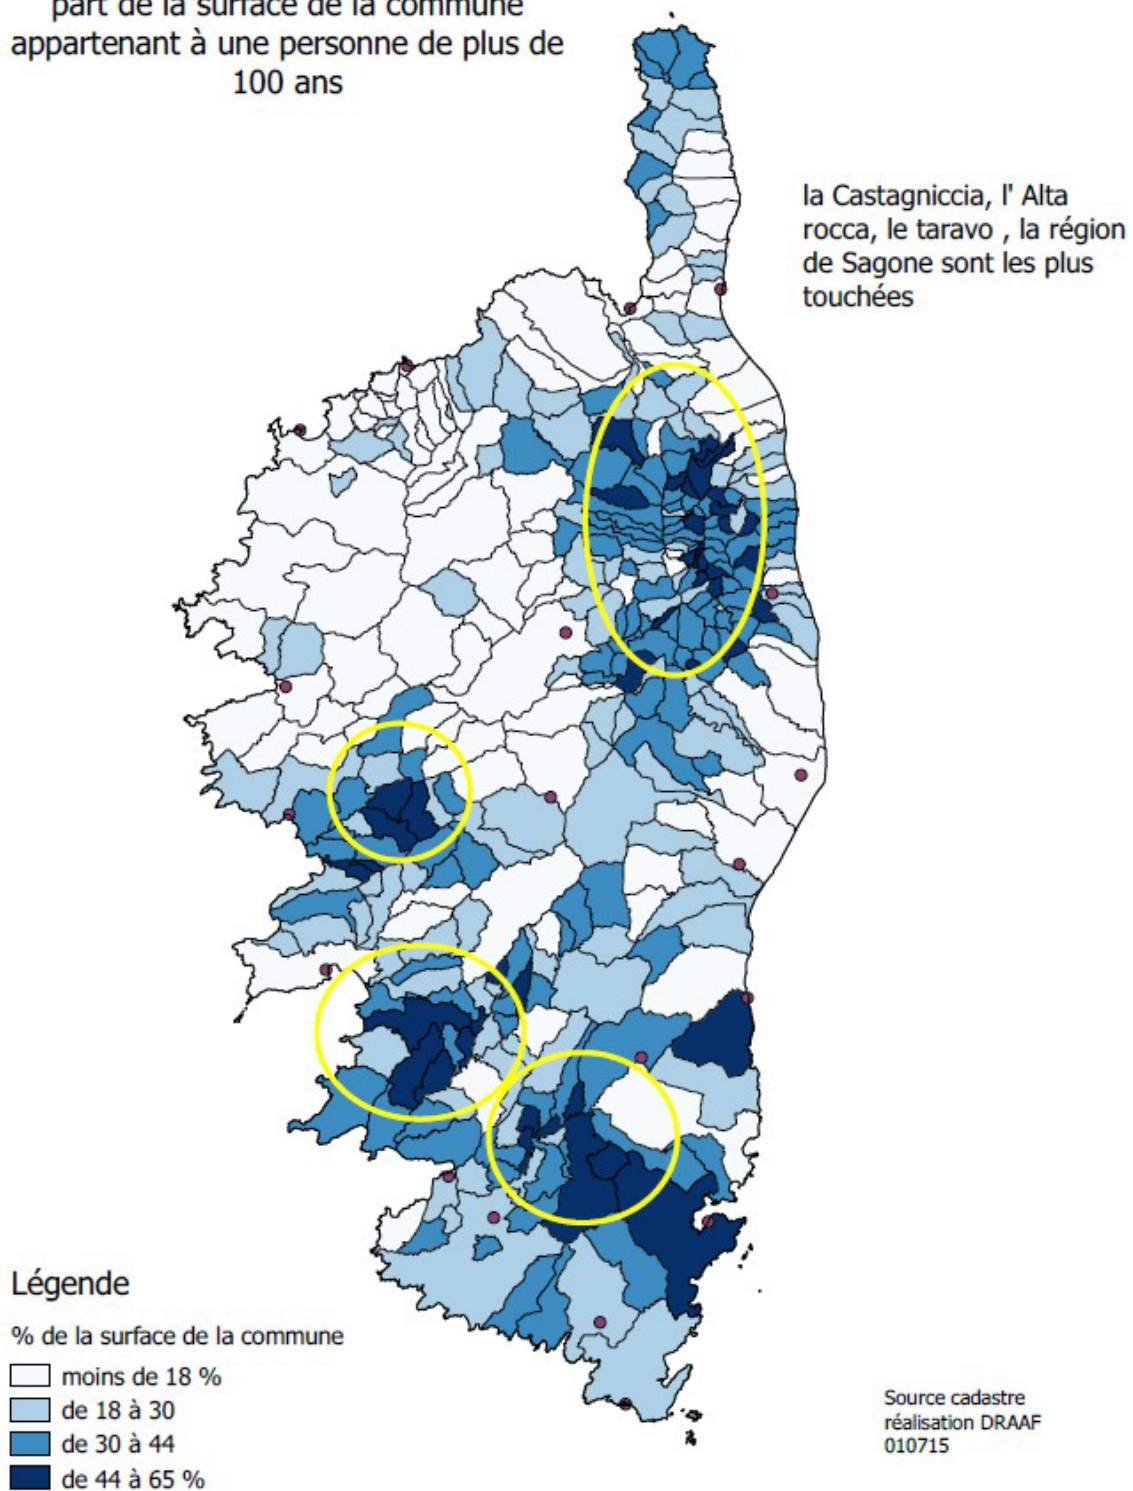 part de la surface de la commune
appartenant à une personne de plus de
100 ans
la Castagniccia, l' Alta
rocca, le taravo , la région
de Sagone sont les plus
touchées
Légende
% de la surface de la commune
moins de 18 %
de 18 à 30
de 30 à 44
de 44 à 65 %
Source cadastre
réalisation DRAAF
010715